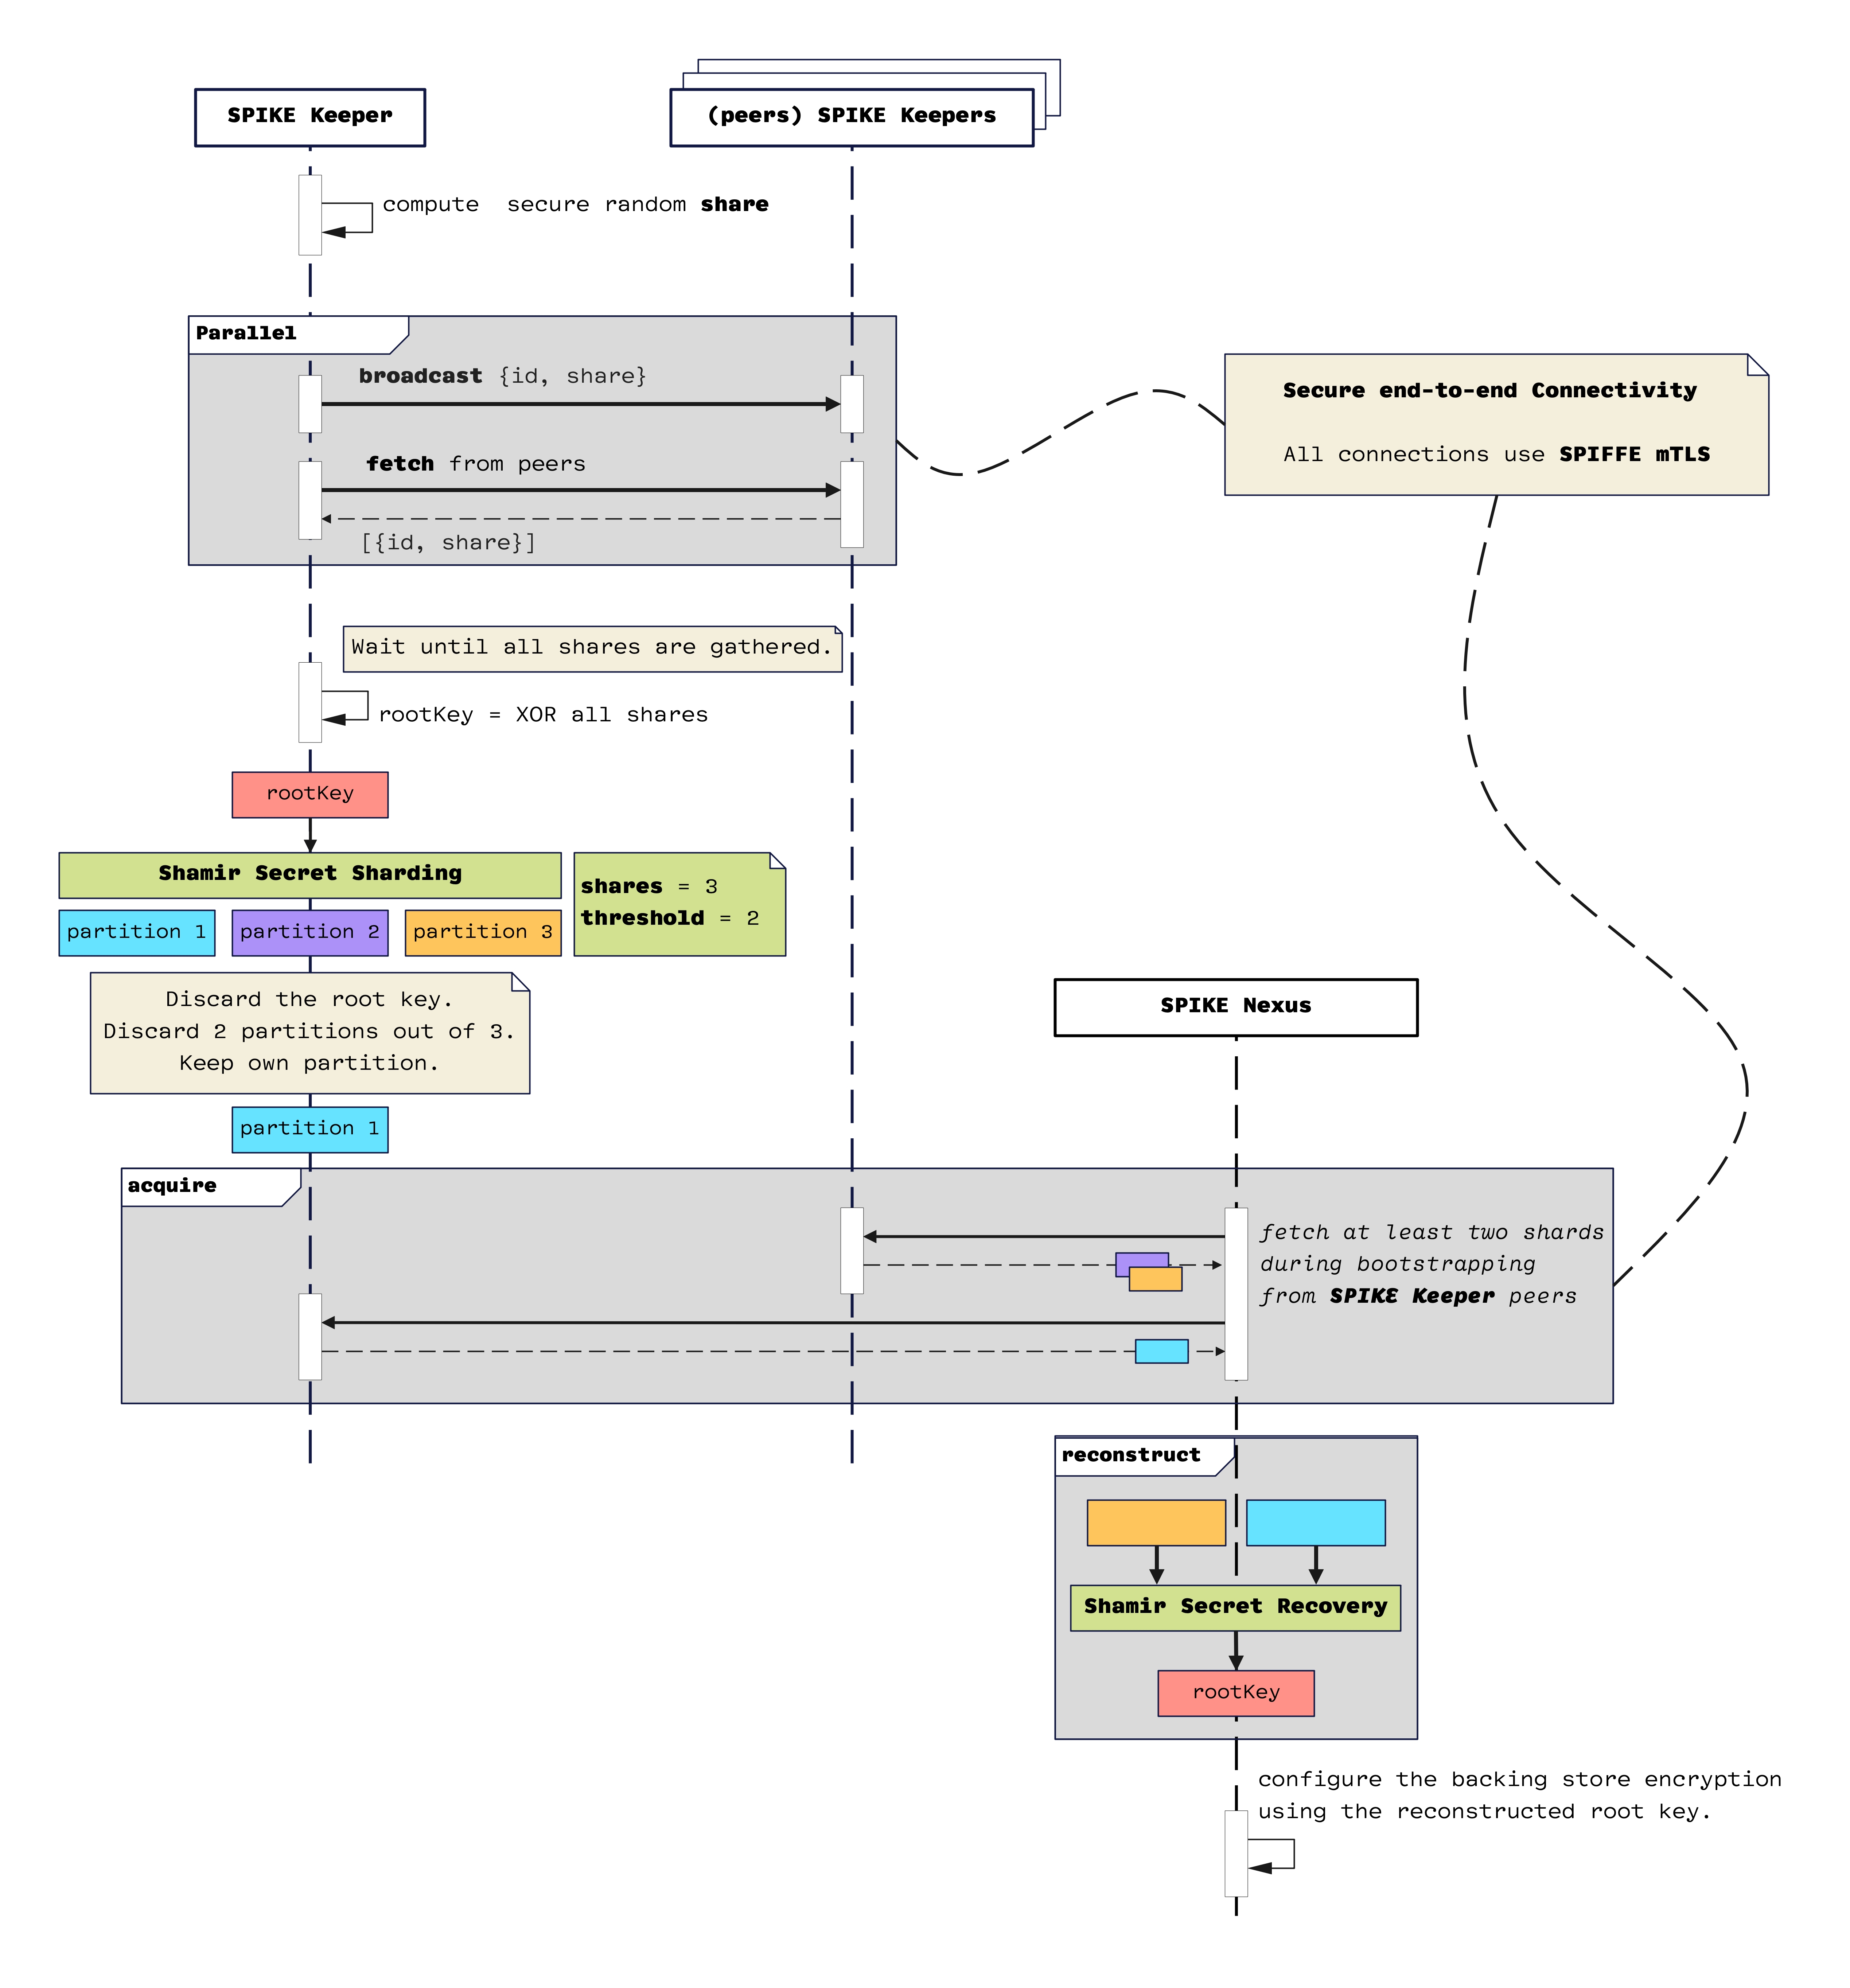 SPIKE Keeper
(peers) SPIKE Keepers
compute  secure random share
Parallel
broadcast {id, share}
fetch from peers
[{id, share}]
Secure end-to-end Connectivity
All connections use SPIFFE mTLS
Wait until all shares are gathered.
rootKey = XOR all shares
rootKey
Shamir Secret Sharding
shares = 3
threshold = 2
partition 1
partition 2
partition 3
Discard the root key.
Discard 2 partitions out of 3.
Keep own partition.
partition 1
SPIKE Nexus
acquire
fetch at least two shards
during bootstrapping
from SPIKE Keeper peers
reconstruct
Shamir Secret Recovery
rootKey
configure the backing store encryption
using the reconstructed root key.